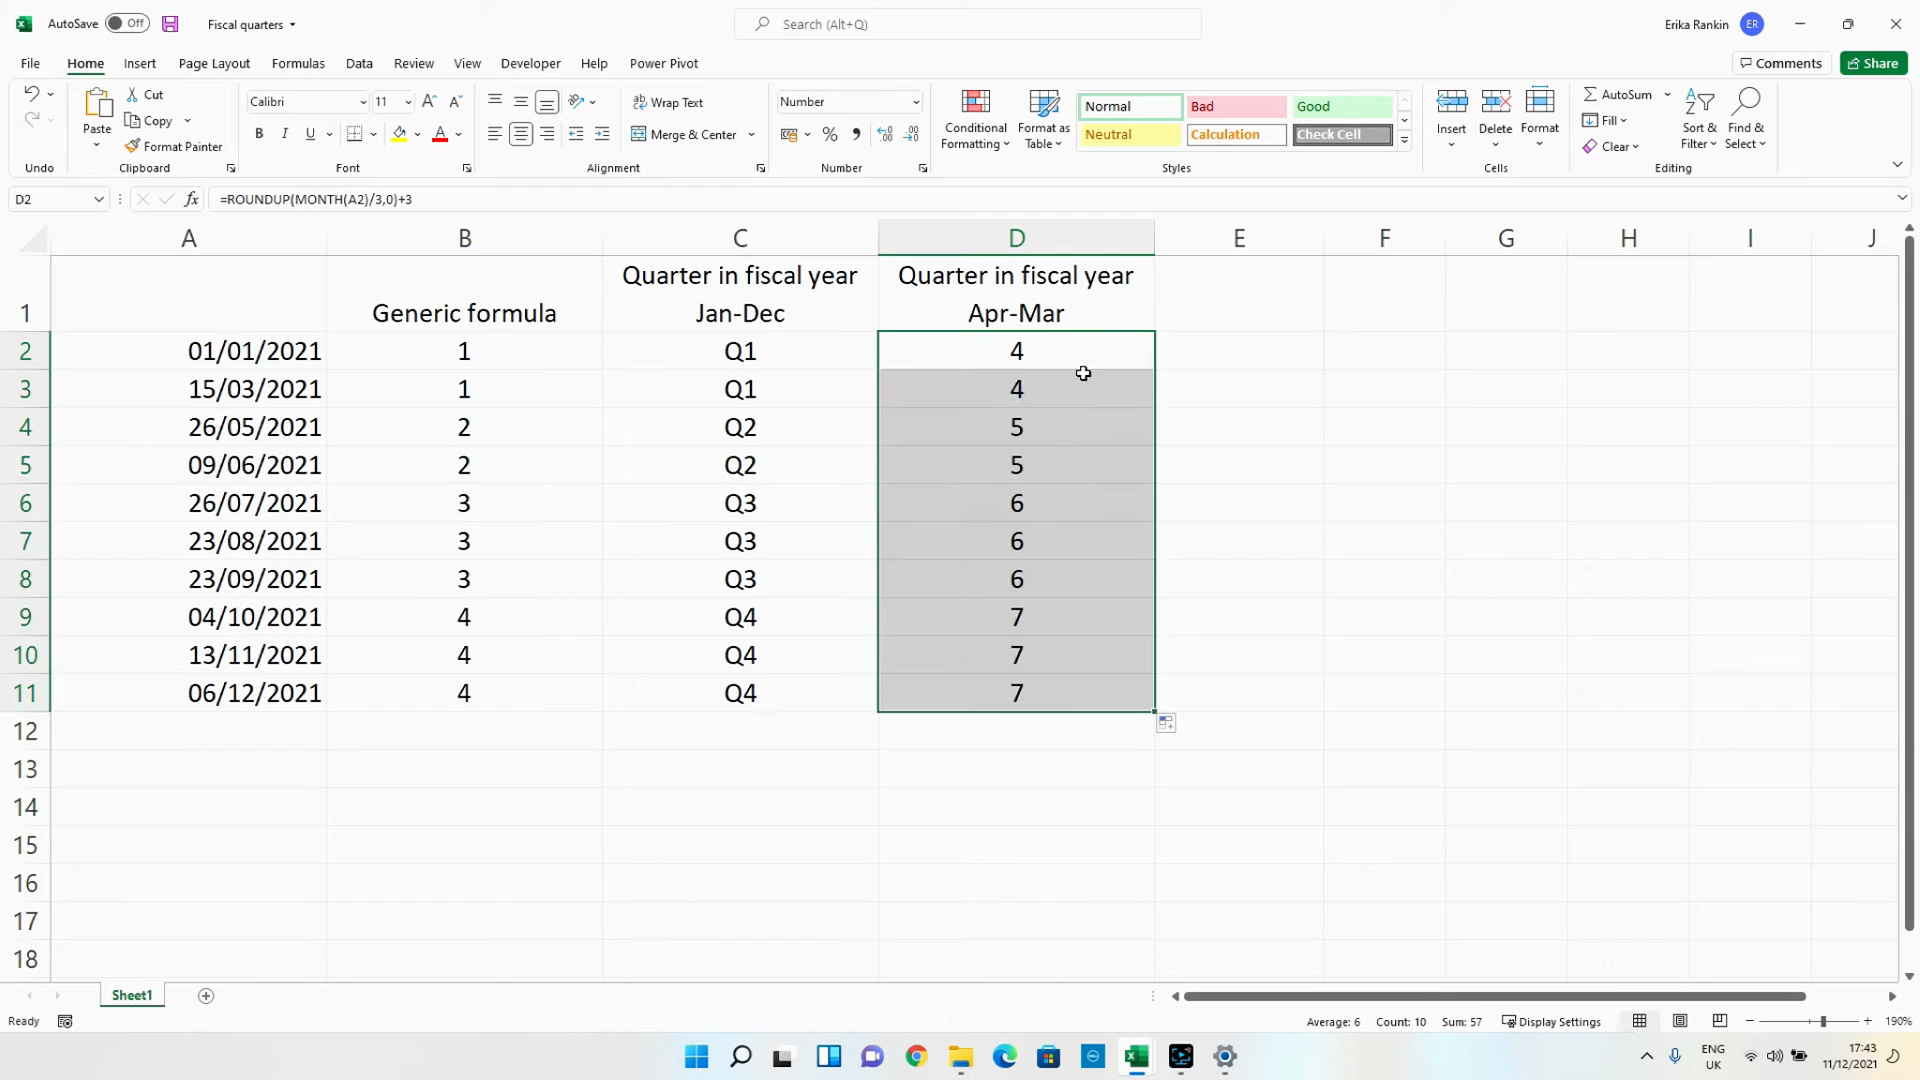 AutoSave Off Fiscal quarters Search (Alt+Q) Erika Rankin ER
File Home Insert Page Layout Formulas Data Review View Developer Help Power Pivot Comments Share
Paste Cut Copy Format Painter
Calibri 11 B I U A A A
Wrap Text
Merge & Center
Number %
Conditional Formatting Format as Table
Normal Bad Good
Neutral Calculation Check Cell
Insert Delete Format
AutoSum Fill Clear
Sort & Filter Find & Select
Undo Clipboard Font Alignment Number Styles Cells Editing
D2 fx =ROUNDUP(MONTH(A2)/3,0)+3
A B C D E F G H I J
1 Generic formula Quarter in fiscal year Jan-Dec Quarter in fiscal year Apr-Mar
2 01/01/2021 1 Q1 4
3 15/03/2021 1 Q1 4
4 26/05/2021 2 Q2 5
5 09/06/2021 2 Q2 5
6 26/07/2021 3 Q3 6
7 23/08/2021 3 Q3 6
8 23/09/2021 3 Q3 6
9 04/10/2021 4 Q4 7
10 13/11/2021 4 Q4 7
11 06/12/2021 4 Q4 7
12
13
14
15
16
17
18
Sheet1
Ready Average: 6 Count: 10 Sum: 57 Display Settings 190%
ENG UK 17:43 11/12/2021